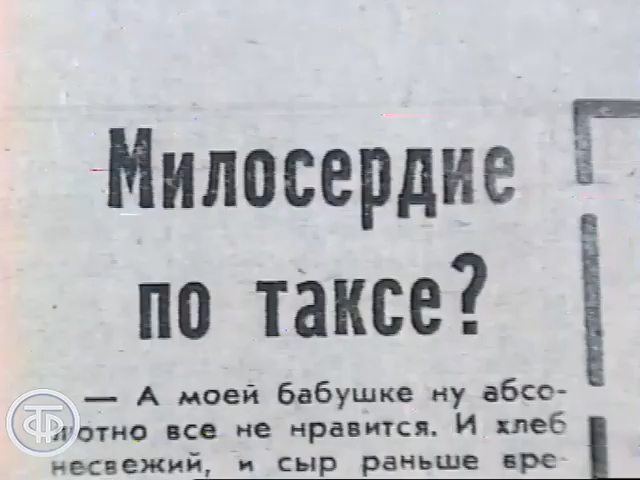 Милосердие
по таксе?
— А моей бабушке ну абсо-
лютно все не нравится. И хлеб
несвежий, и сыр раньше вре-